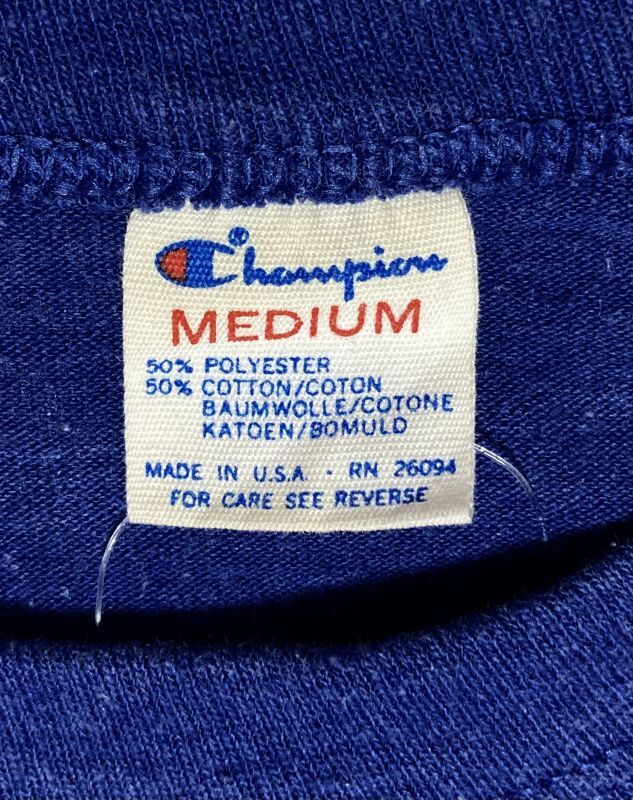 Champion®
MEDIUM
50% POLYESTER
50% COTTON/COTON
BAUMWOLLE/COTONE
KATOEN/BOMULD
MADE IN U.S.A. · RN 26094
FOR CARE SEE REVERSE